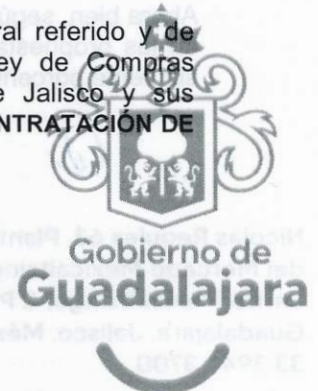 ral referido y de
ey de Compras
e Jalisco y sus
NTRATACIÓN DE
Gobierno de
Guadalajara